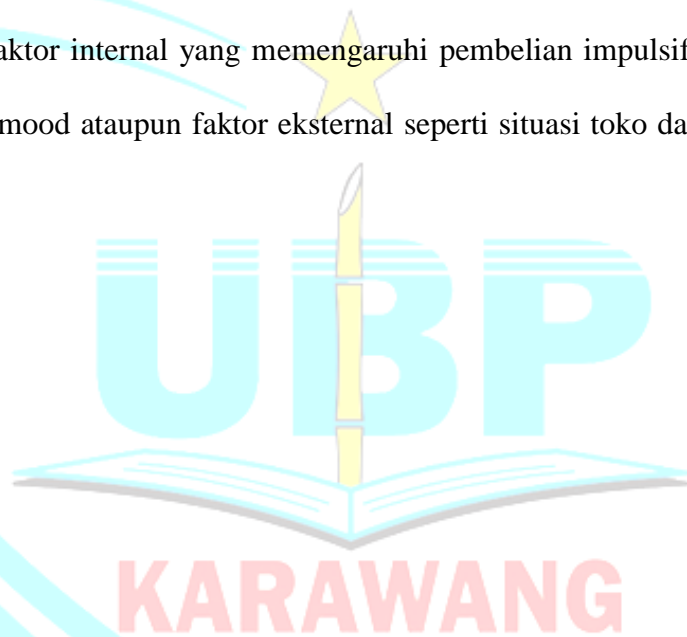 aktor internal yang memengaruhi pembelian impulsif
mood ataupun faktor eksternal seperti situasi toko da
UBP
KARAWANG